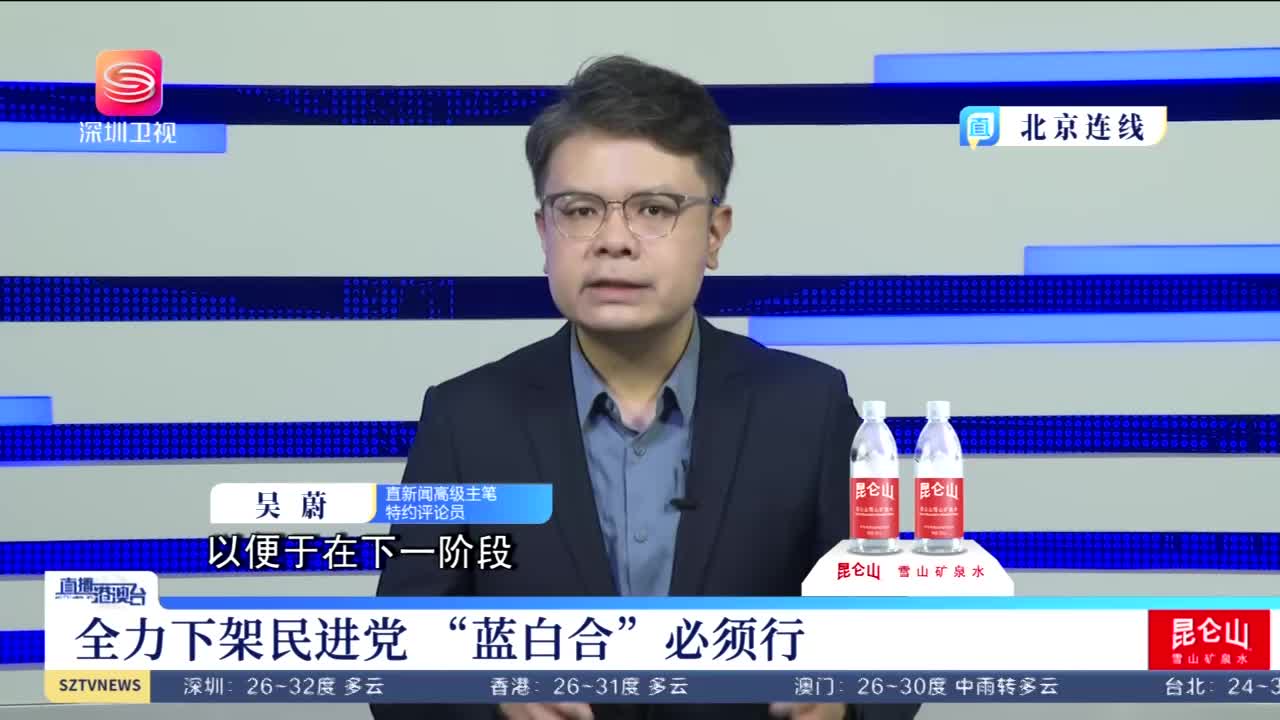 深圳卫视
直 北京连线
吴蔚
直新闻高级主笔
特约评论员
以便于在下一阶段
昆仑山
昆仑山
昆仑山 雪山矿泉水
直播港澳台
全力下架民进党 “蓝白合”必须行
昆仑山
雪山矿泉水
SZTVNEWS 深圳：26~32度 多云 香港：26~31度 多云 澳门：26~30度 中雨转多云 台北：24~3